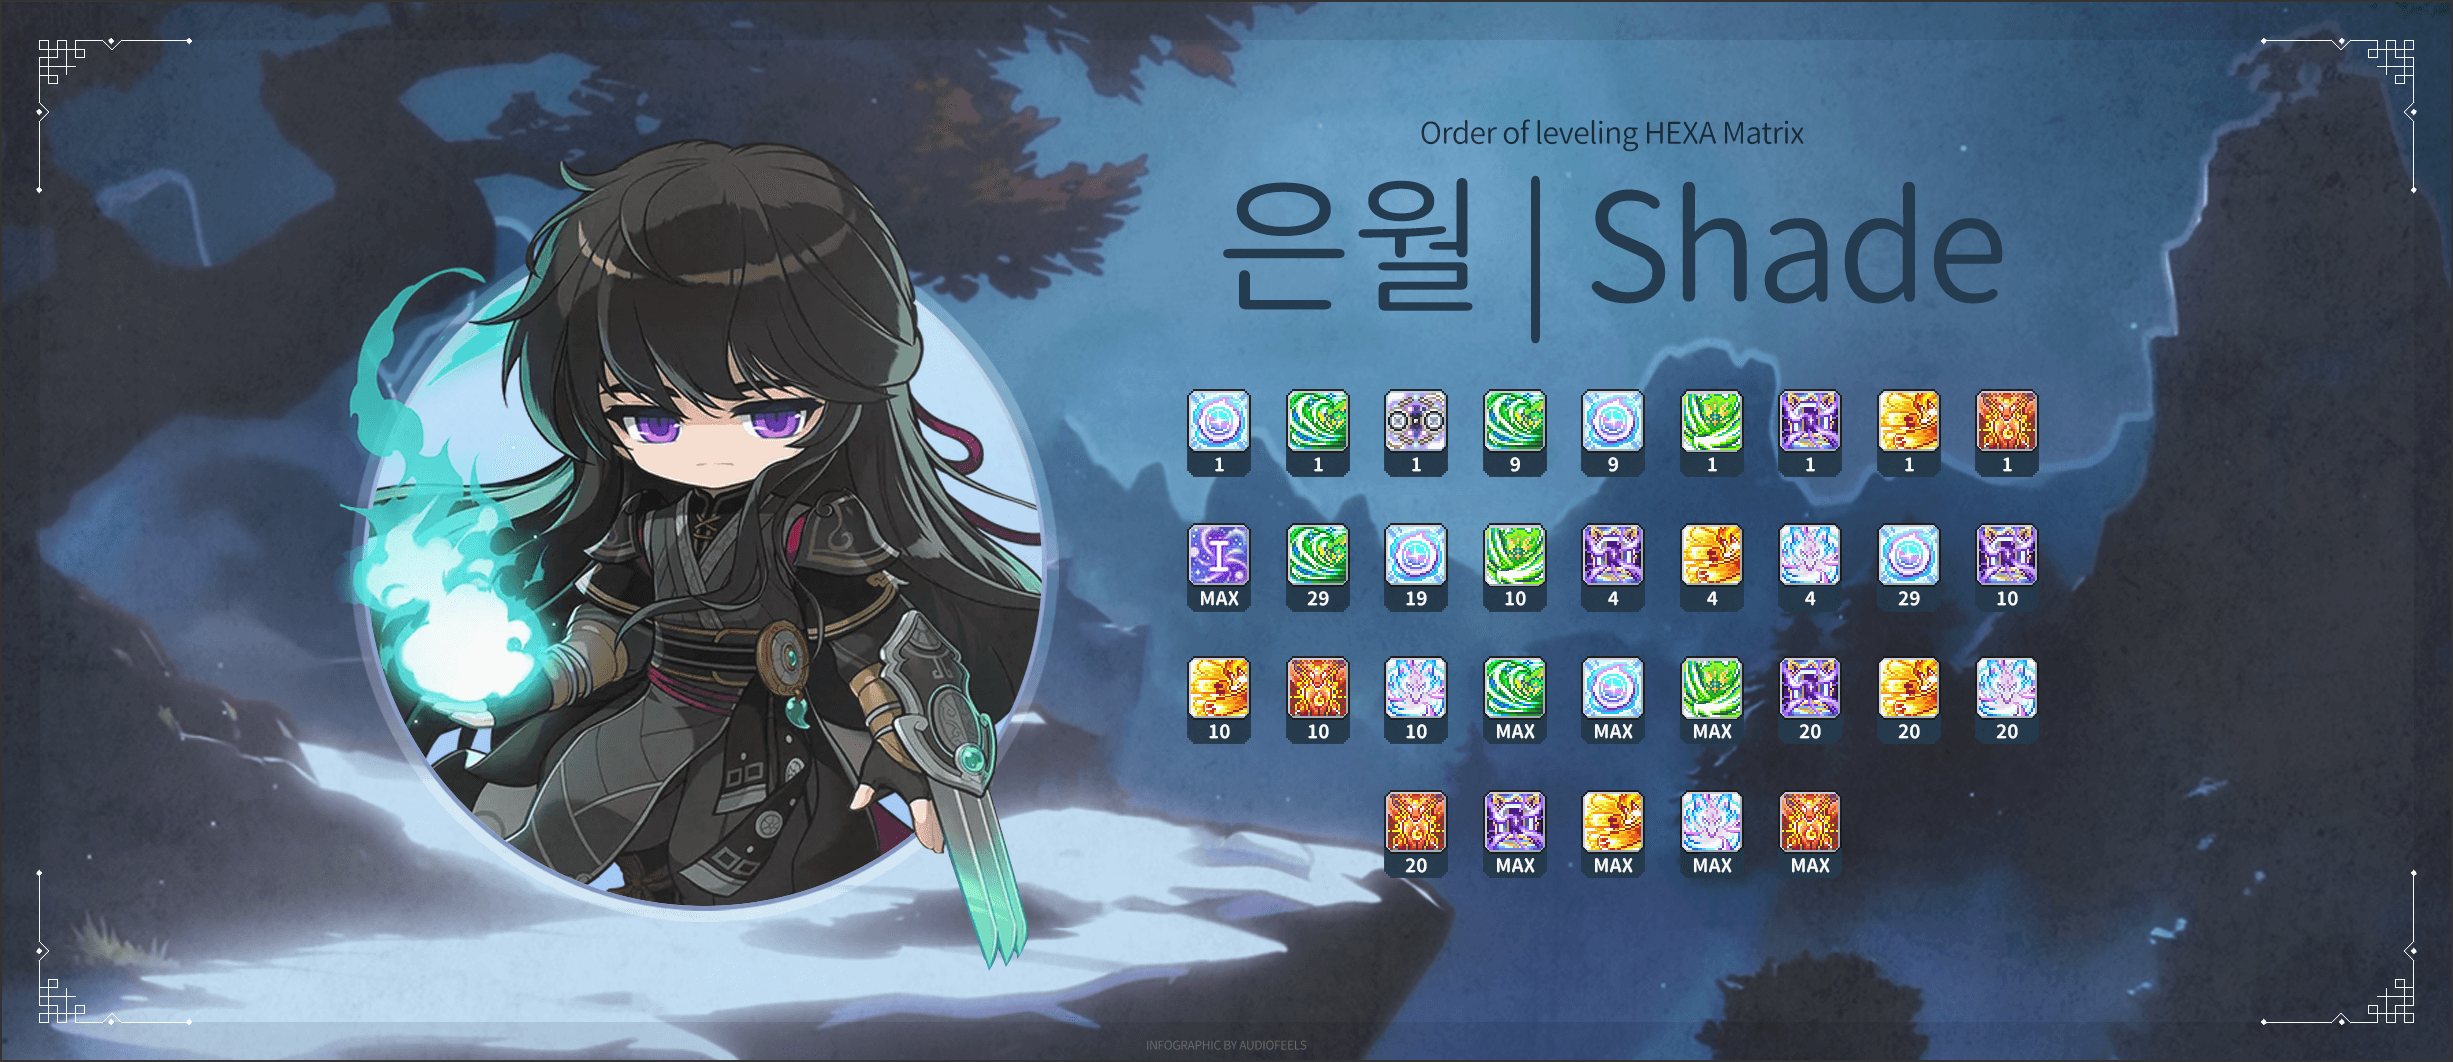 Order of leveling HEXA Matrix
은월 | Shade
1 1 1 9 9 1 1 1 1
I
MAX 29 19 10 4 4 4 29 10
10 10 10 MAX MAX MAX 20 20 20
20 MAX MAX MAX MAX
INFOGRAPHIC BY AUDIOFEELS